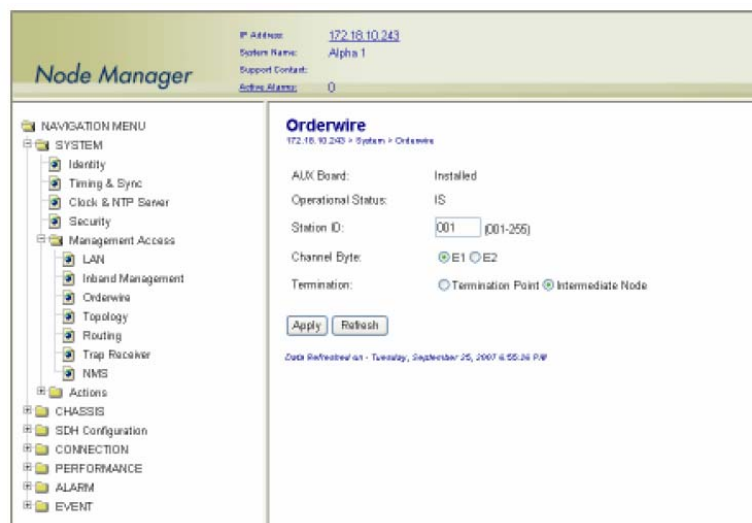 Node Manager
IP Address: 172.18.10.243
System Name: Alpha 1
Support Contact:
Active Alarms: 0
NAVIGATION MENU
SYSTEM
Identity
Timing & Sync
Clock & NTP Server
Security
Management Access
LAN
Inband Management
Orderwire
Topology
Routing
Trap Receiver
NMS
Actions
CHASSIS
SDH Configuration
CONNECTION
PERFORMANCE
ALARM
EVENT
Orderwire
172.18.10.243 > System > Orderwire
AUX Board: Installed
Operational Status: IS
Station ID: 001 (001-255)
Channel Byte: E1 E2
Termination: Termination Point Intermediate Node
Apply Refresh
Data Refreshed on - Tuesday, September 25, 2007 6:55:26 PM